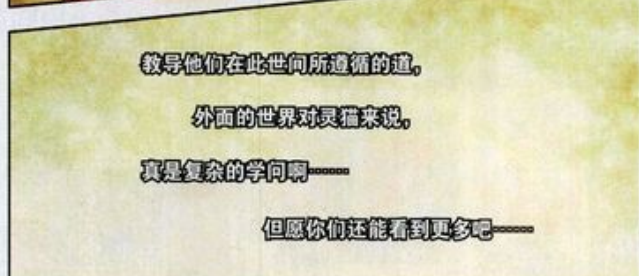 教导他们在此世间所遵循的道，
外面的世界对灵猫来说，
真是复杂的学问啊……
但愿你们还能看到更多吧……